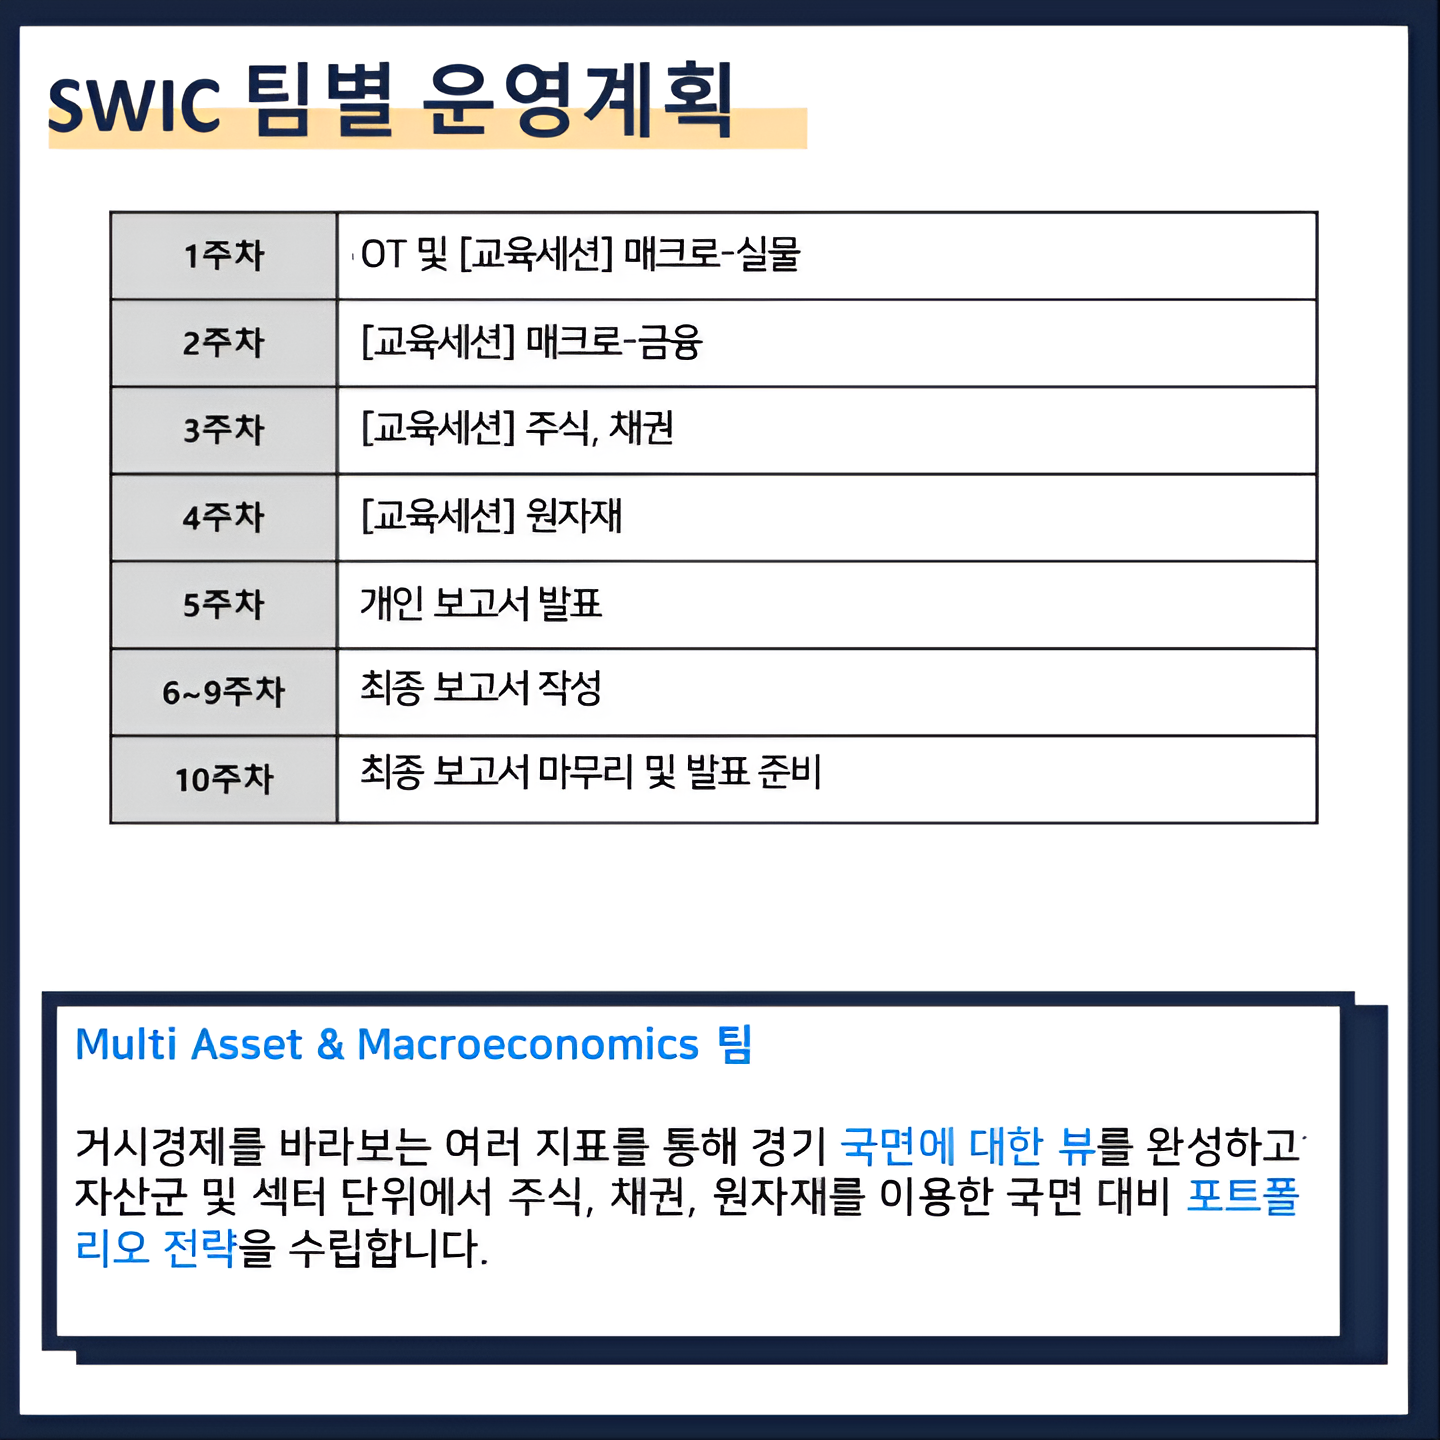 SWIC 팀별 운영계획
1주차 OT 및 [교육세션] 매크로-실물
2주차 [교육세션] 매크로-금융
3주차 [교육세션] 주식, 채권
4주차 [교육세션] 원자재
5주차 개인 보고서 발표
6~9주차 최종 보고서 작성
10주차 최종 보고서 마무리 및 발표 준비
Multi Asset & Macroeconomics 팀
거시경제를 바라보는 여러 지표를 통해 경기 국면에 대한 뷰를 완성하고
자산군 및 섹터 단위에서 주식, 채권, 원자재를 이용한 국면 대비 포트폴
리오 전략을 수립합니다.